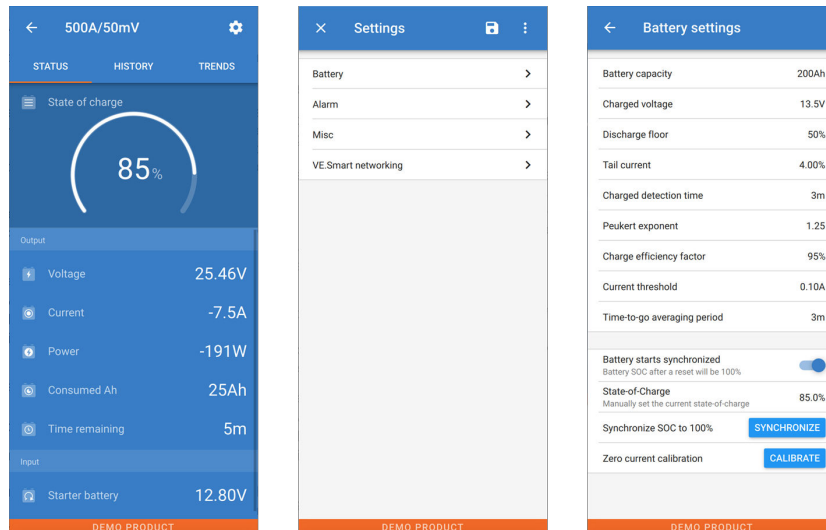 500A/50mV
STATUS HISTORY TRENDS
State of charge
85%
Output
Voltage 25.46V
Current -7.5A
Power -191W
Consumed Ah 25Ah
Time remaining 5m
Input
Starter battery 12.80V
DEMO PRODUCT
Settings
Battery
Alarm
Misc
VE.Smart networking
DEMO PRODUCT
Battery settings
Battery capacity 200Ah
Charged voltage 13.5V
Discharge floor 50%
Tail current 4.00%
Charged detection time 3m
Peukert exponent 1.25
Charge efficiency factor 95%
Current threshold 0.10A
Time-to-go averaging period 3m
Battery starts synchronized
Battery SOC after a reset will be 100%
State-of-Charge 85.0%
Manually set the current state-of-charge
Synchronize SOC to 100% SYNCHRONIZE
Zero current calibration CALIBRATE
DEMO PRODUCT